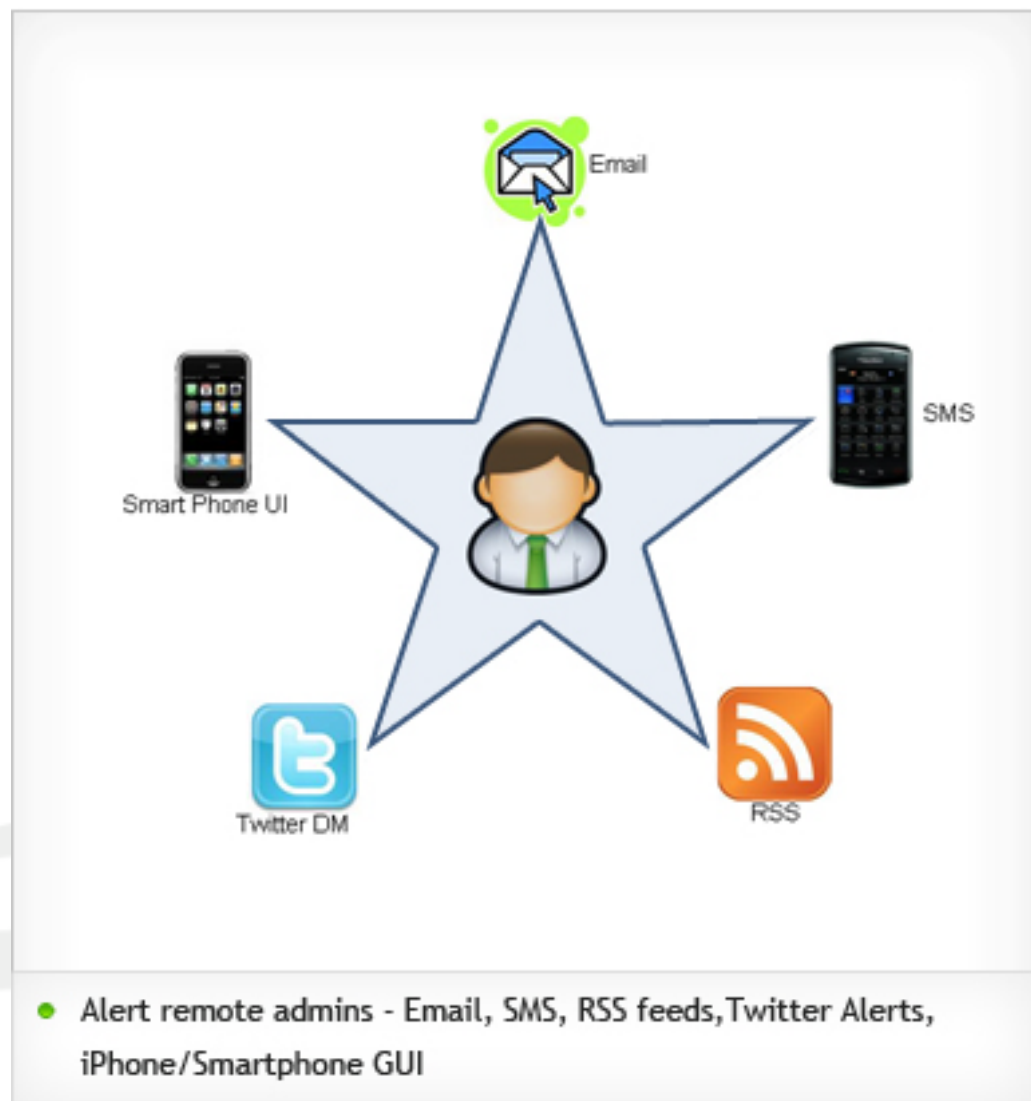 Email
SMS
Smart Phone UI
Twitter DM
RSS
Alert remote admins - Email, SMS, RSS feeds,Twitter Alerts,
iPhone/Smartphone GUI